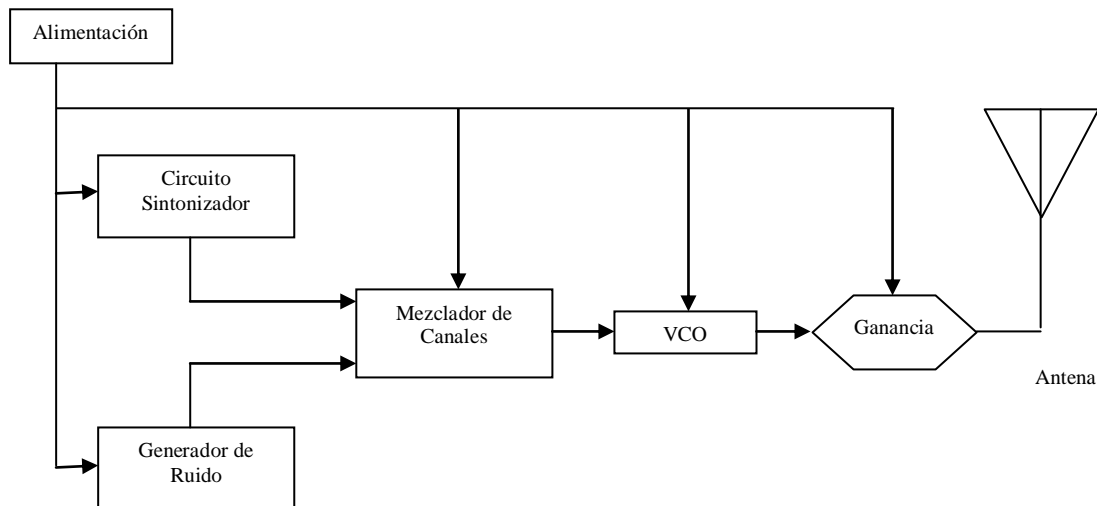 Alimentación
Circuito
Sintonizador
Mezclador de
Canales
VCO
Ganancia
Antena
Generador de
Ruido